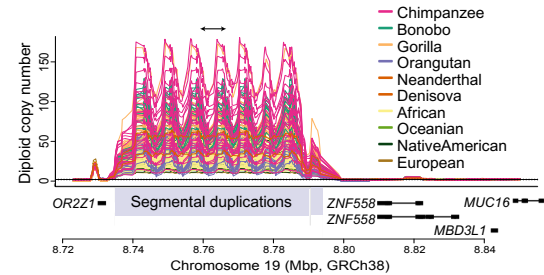 Diploid copy number
150
100
50
0
Chimpanzee
Bonobo
Gorilla
Orangutan
Neanderthal
Denisova
African
Oceanian
NativeAmerican
European
OR2Z1
Segmental duplications
ZNF558
ZNF558
MUC16
MBD3L1
8.72 8.74 8.76 8.78 8.80 8.82 8.84
Chromosome 19 (Mbp, GRCh38)